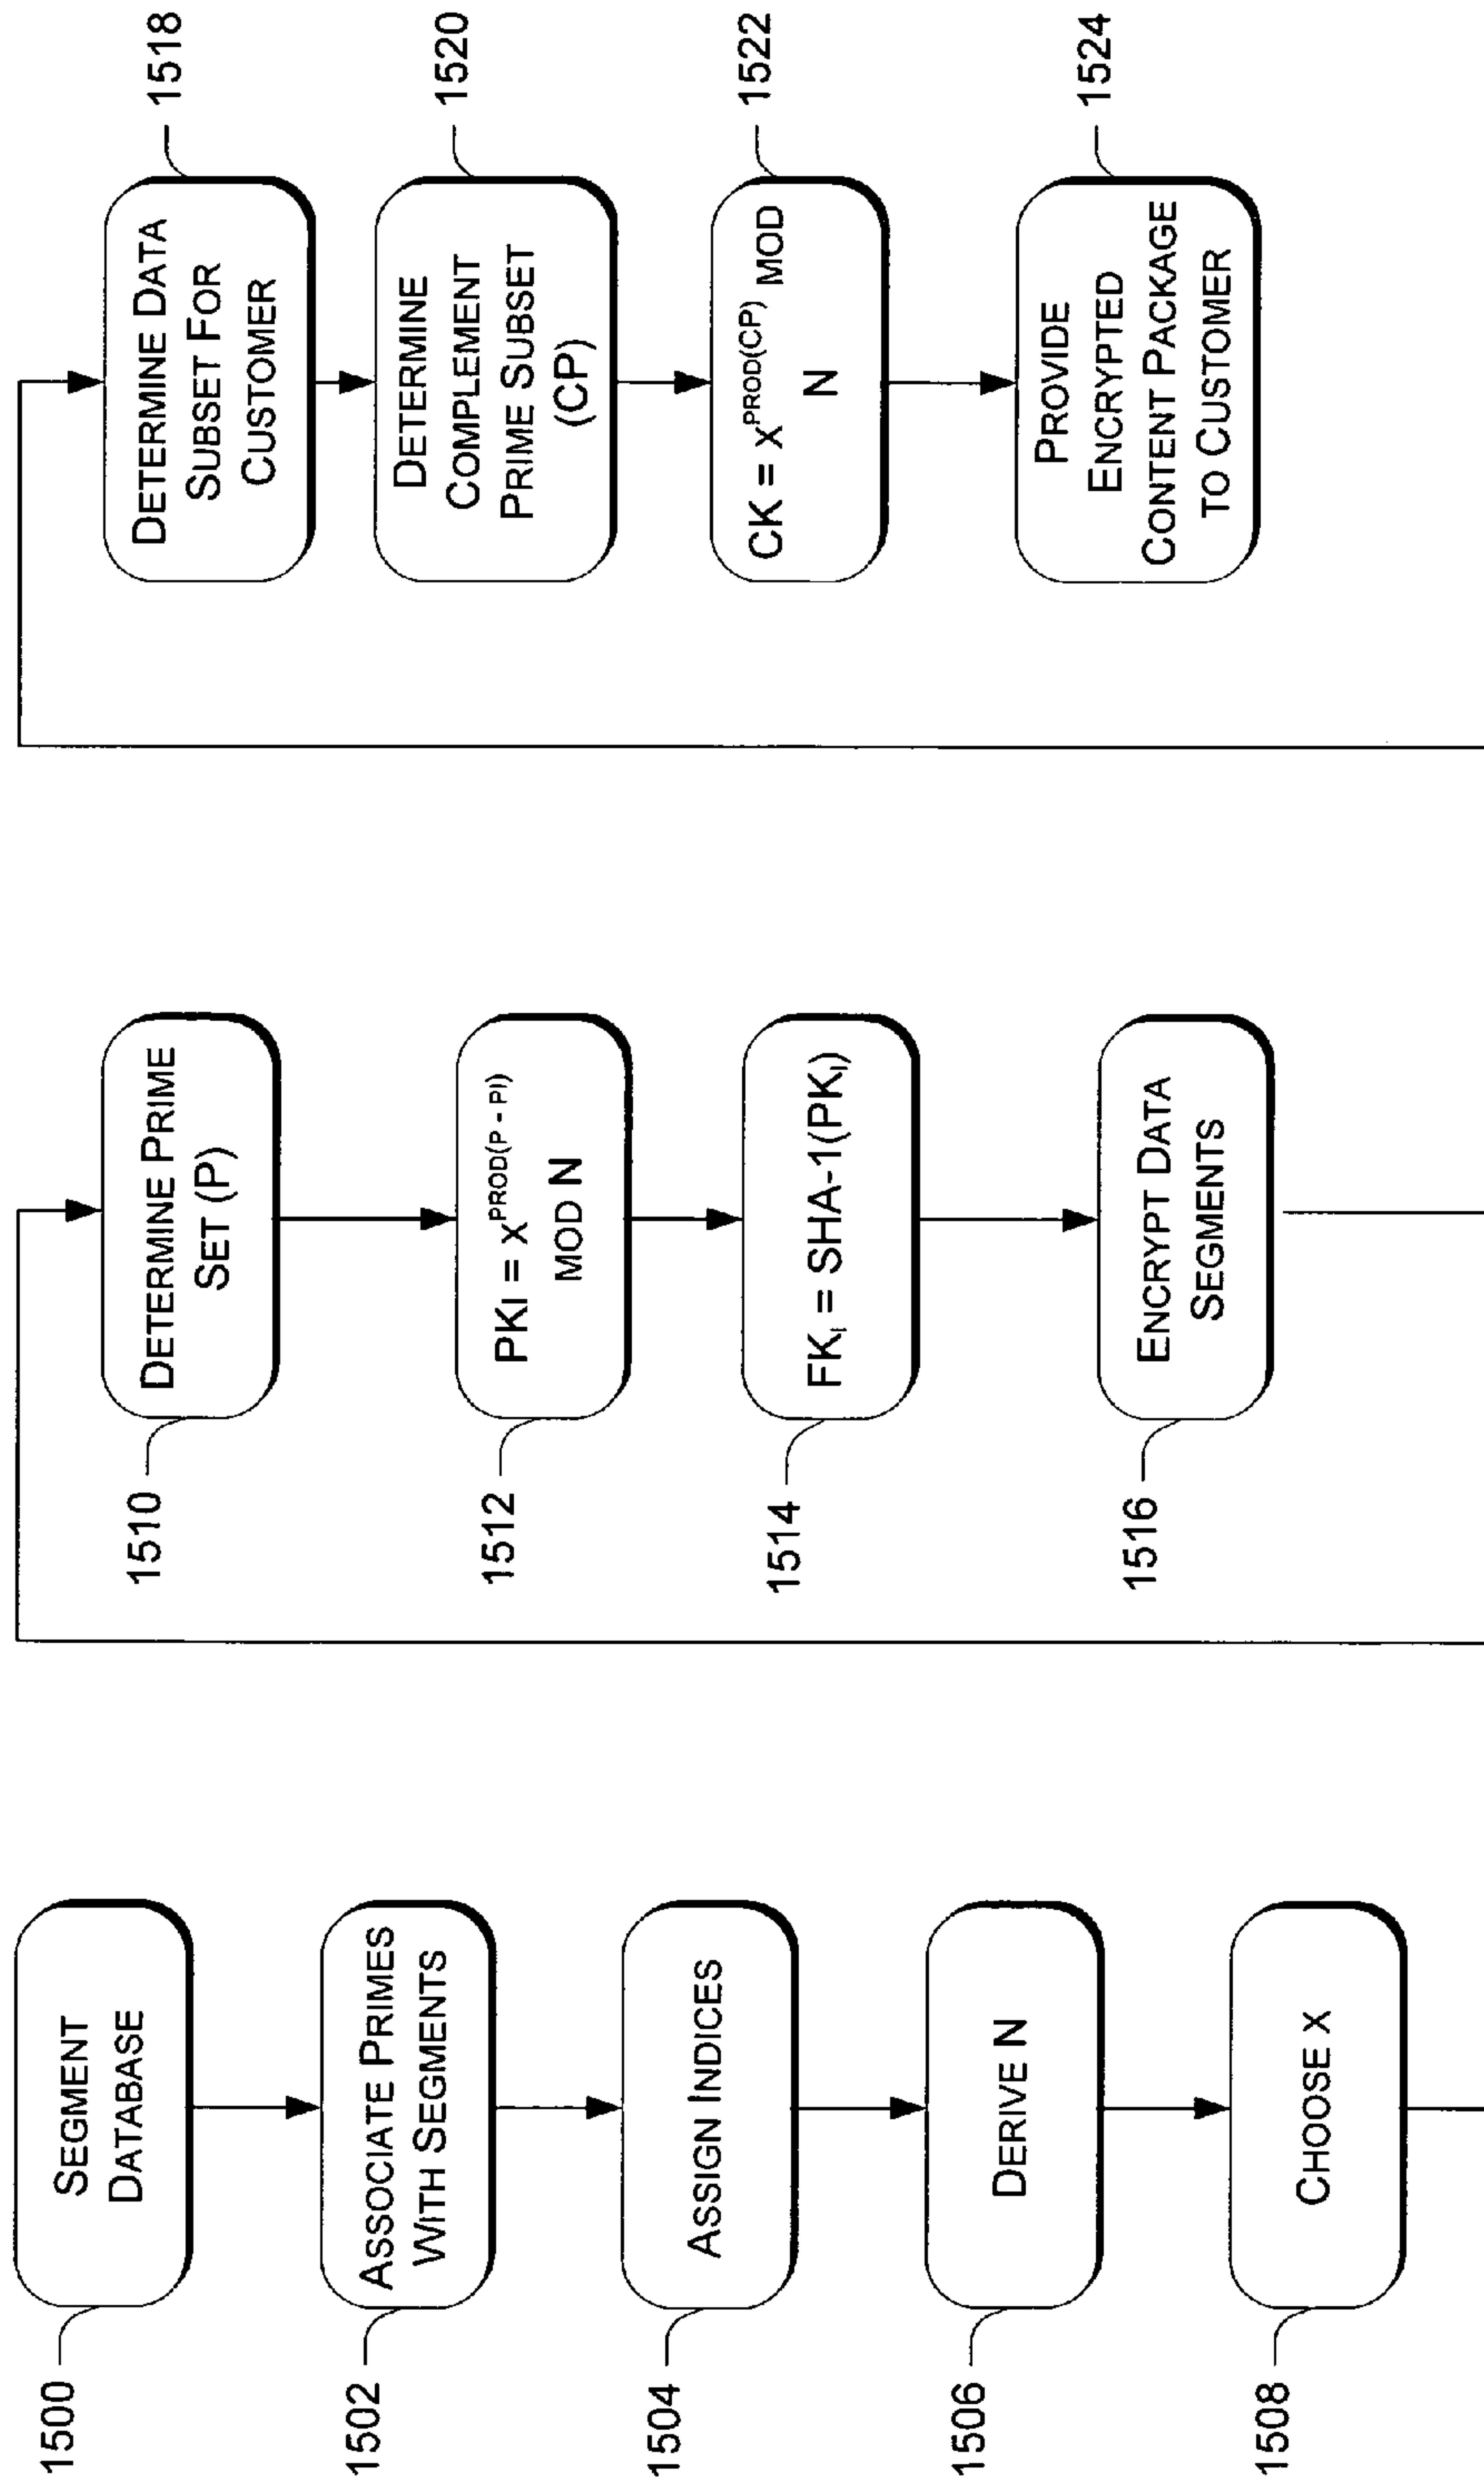 1500
SEGMENT
DATABASE
1502
ASSOCIATE PRIMES
WITH SEGMENTS
1504
ASSIGN INDICES
1506
DERIVE N
1508
CHOOSE X
1510
DETERMINE PRIME
SET (P)
1512
PKI = X^PROD(P - PI)
MOD N
1514
FKI = SHA-1(PKI)
1516
ENCRYPT DATA
SEGMENTS
1518
DETERMINE DATA
SUBSET FOR
CUSTOMER
1520
DETERMINE
COMPLEMENT
PRIME SUBSET
(CP)
1522
CK = X^PROD(CP) MOD
N
1524
PROVIDE
ENCRYPTED
CONTENT PACKAGE
TO CUSTOMER